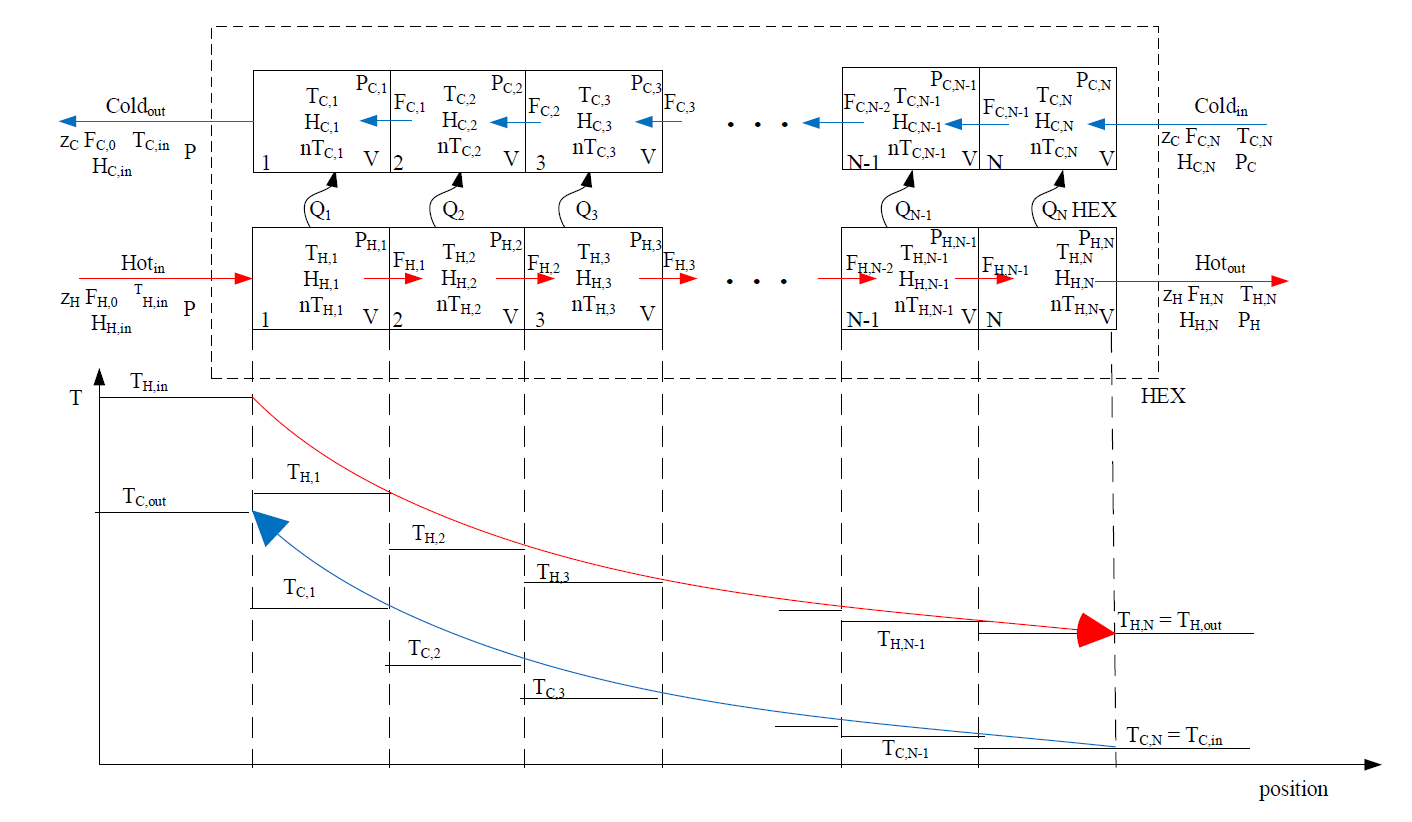 Cold_out
z_C F_C,0 T_C,in P
H_C,in
P_C,1
T_C,1
H_C,1
nT_C,1
1 V
F_C,1
P_C,2
T_C,2
H_C,2
nT_C,2
2 V
F_C,2
P_C,3
T_C,3
H_C,3
nT_C,3
3 V
F_C,3
. . .
F_C,N-2
P_C,N-1
T_C,N-1
H_C,N-1
nT_C,N-1
N-1 V
F_C,N-1
P_C,N
T_C,N
H_C,N
nT_C,N
N V
Cold_in
z_C F_C,N T_C,N
H_C,N P_C
Q_1
Q_2
Q_3
Q_N-1
Q_N HEX
Hot_in
z_H F_H,0 T_H,in P
H_H,in
P_H,1
T_H,1
H_H,1
nT_H,1
1 V
F_H,1
P_H,2
T_H,2
H_H,2
nT_H,2
2 V
F_H,2
P_H,3
T_H,3
H_H,3
nT_H,3
3 V
F_H,3
. . .
F_H,N-2
P_H,N-1
T_H,N-1
H_H,N-1
nT_H,N-1
N-1 V
F_H,N-1
P_H,N
T_H,N
H_H,N
nT_H,N
N V
Hot_out
z_H F_H,N T_H,N
H_H,N P_H
HEX
T
T_H,in
T_H,1
T_C,out
T_H,2
T_H,3
T_C,1
T_H,N = T_H,out
T_H,N-1
T_C,2
T_C,3
T_C,N = T_C,in
T_C,N-1
position